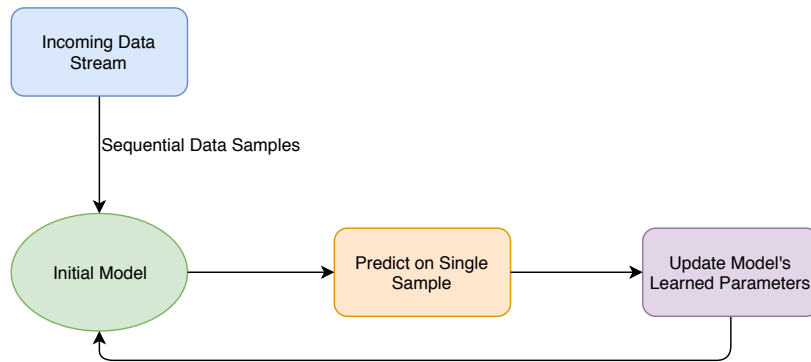 Incoming Data
Stream
Sequential Data Samples
Initial Model
Predict on Single
Sample
Update Model's
Learned Parameters